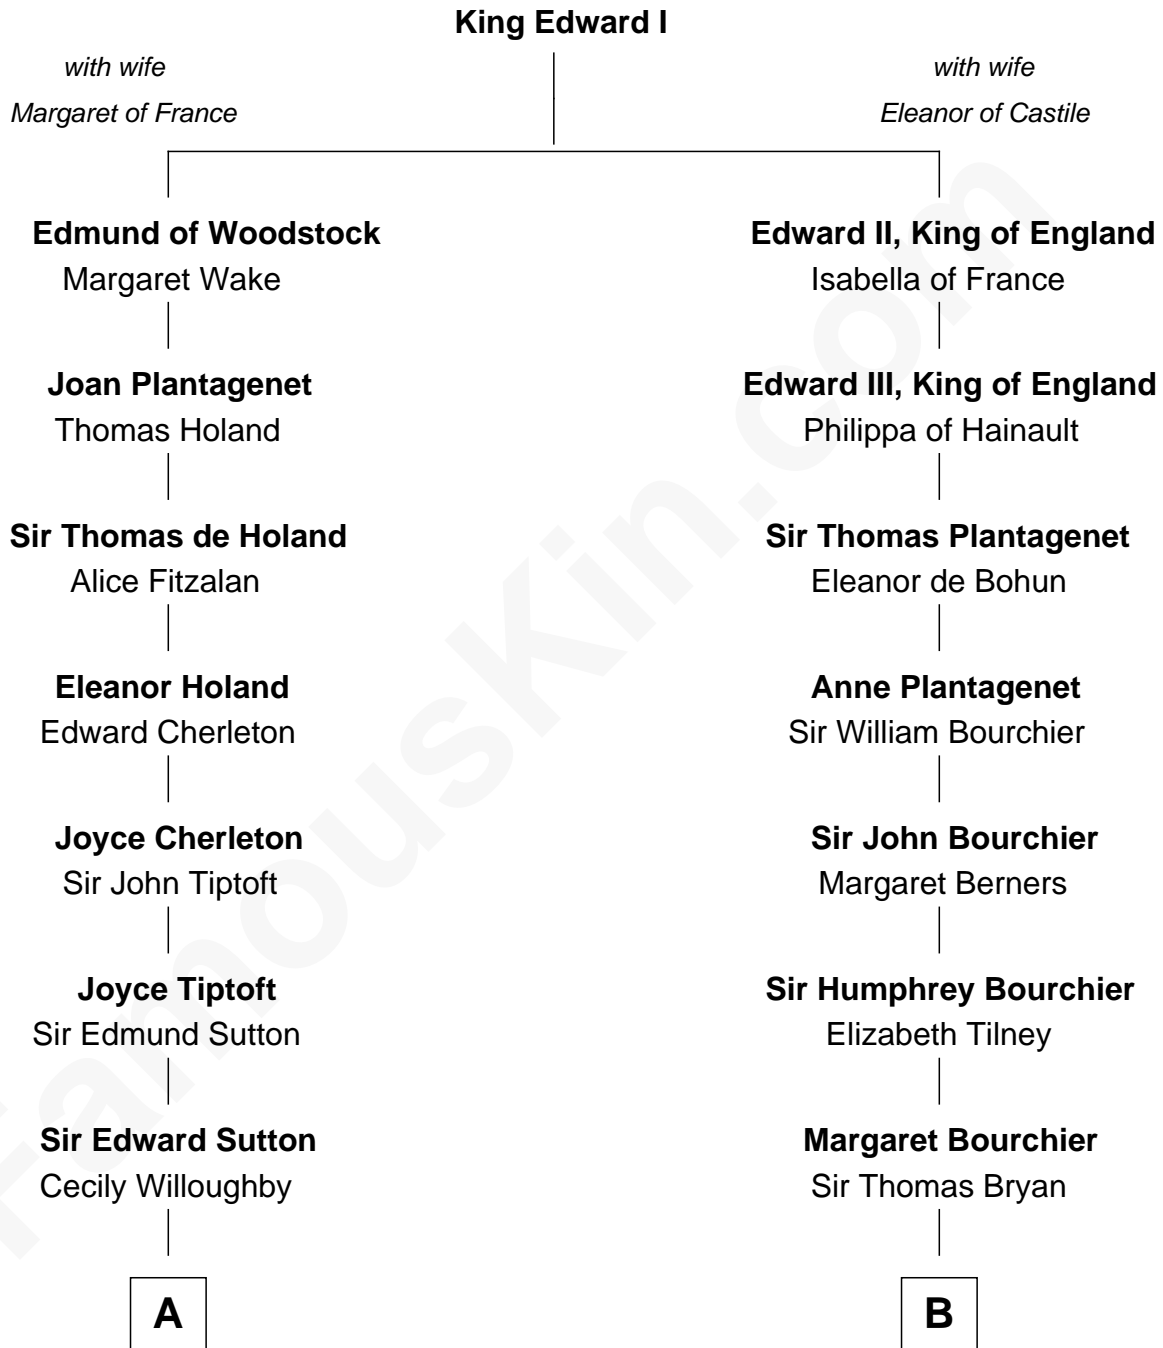 King Edward I
with wife
Margaret of France
with wife
Eleanor of Castile
Edmund of Woodstock
Margaret Wake
Edward II, King of England
Isabella of France
Joan Plantagenet
Thomas Holand
Edward III, King of England
Philippa of Hainault
Sir Thomas de Holand
Alice Fitzalan
Sir Thomas Plantagenet
Eleanor de Bohun
Eleanor Holand
Edward Cherleton
Anne Plantagenet
Sir William Bourchier
Joyce Cherleton
Sir John Tiptoft
Sir John Bourchier
Margaret Berners
Joyce Tiptoft
Sir Edmund Sutton
Sir Humphrey Bourchier
Elizabeth Tilney
Sir Edward Sutton
Cecily Willoughby
Margaret Bourchier
Sir Thomas Bryan
A
B
FamousKin.com